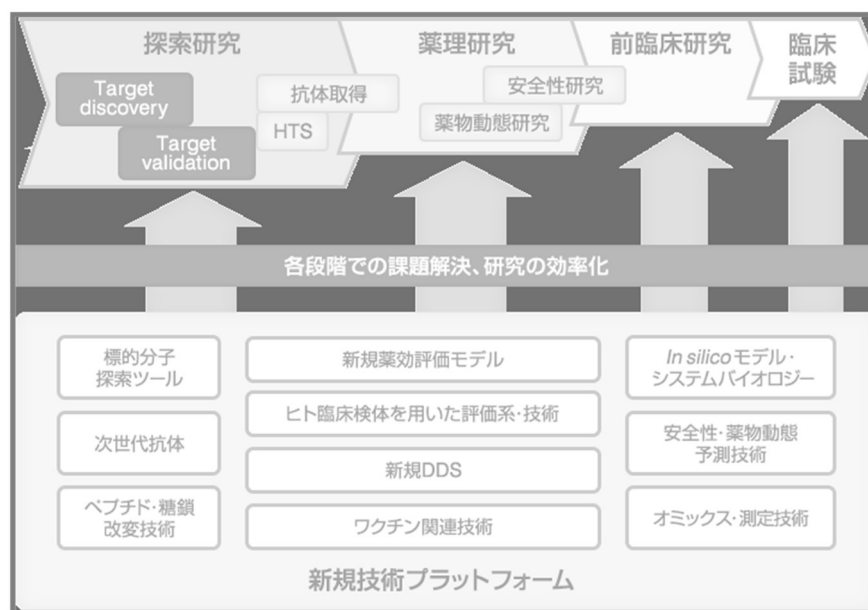 探索研究
薬理研究
前臨床研究
臨床
試験
Target
discovery
Target
validation
抗体取得
HTS
安全性研究
薬物動態研究
各段階での課題解決、研究の効率化
標的分子
探索ツール
新規薬効評価モデル
In silicoモデル・
システムバイオロジー
ヒト臨床検体を用いた評価系・技術
次世代抗体
安全性・薬物動態
予測技術
新規DDS
ペプチド・糖鎖
改変技術
ワクチン関連技術
オミックス・測定技術
新規技術プラットフォーム